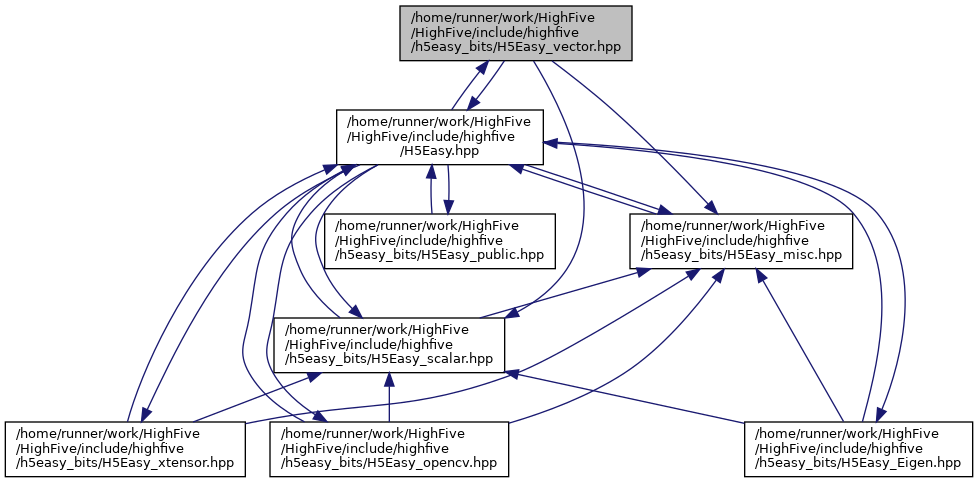 /home/runner/work/HighFive
/HighFive/include/highfive
/h5easy_bits/H5Easy_vector.hpp
/home/runner/work/HighFive
/HighFive/include/highfive
/H5Easy.hpp
/home/runner/work/HighFive
/HighFive/include/highfive
/h5easy_bits/H5Easy_public.hpp
/home/runner/work/HighFive
/HighFive/include/highfive
/h5easy_bits/H5Easy_misc.hpp
/home/runner/work/HighFive
/HighFive/include/highfive
/h5easy_bits/H5Easy_scalar.hpp
/home/runner/work/HighFive
/HighFive/include/highfive
/h5easy_bits/H5Easy_xtensor.hpp
/home/runner/work/HighFive
/HighFive/include/highfive
/h5easy_bits/H5Easy_opencv.hpp
/home/runner/work/HighFive
/HighFive/include/highfive
/h5easy_bits/H5Easy_Eigen.hpp